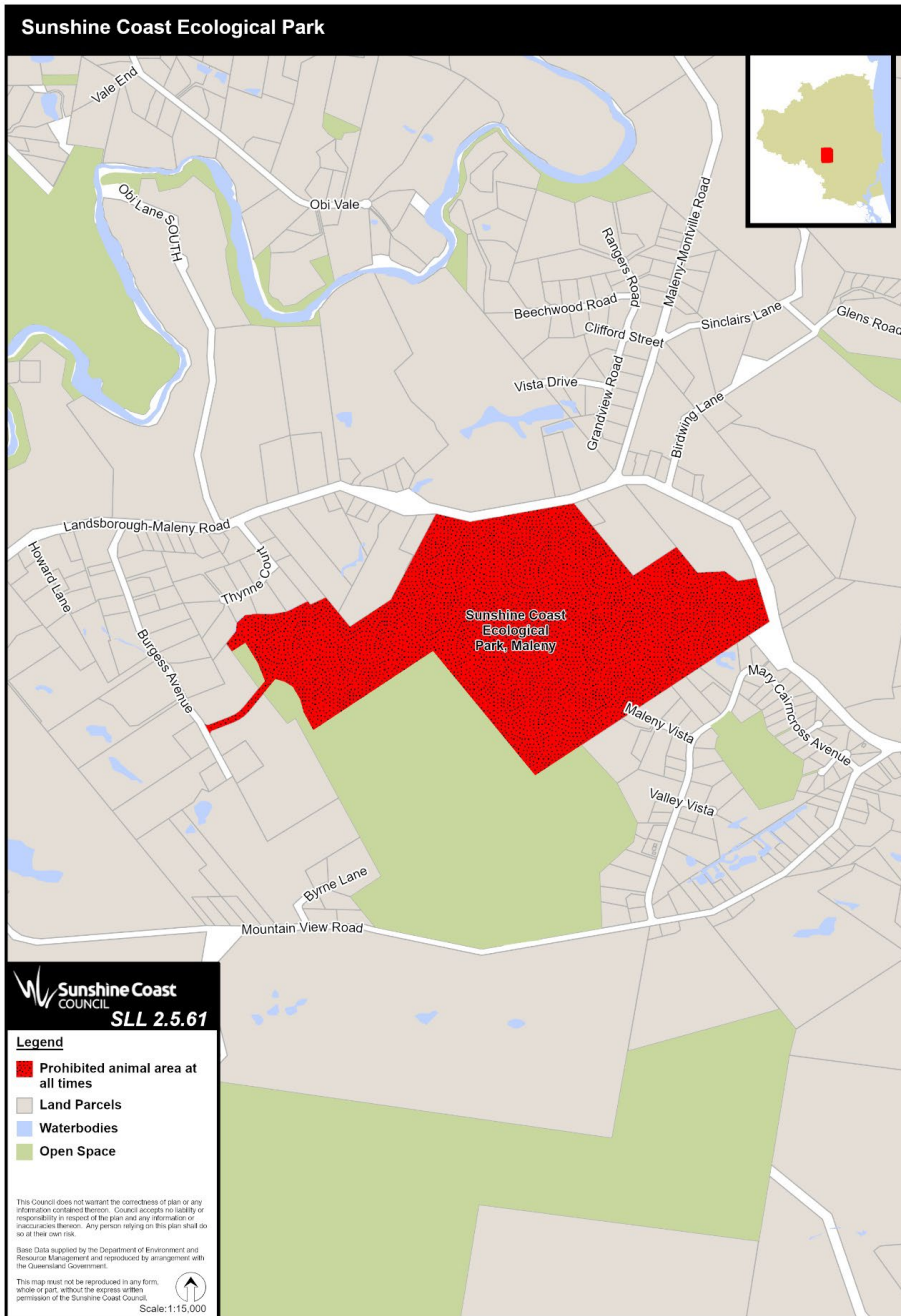 Sunshine Coast Ecological Park
Vale End
Obi Lane SOUTH
Obi Vale
Rangers Road
Maleny-Montville Road
Beechwood Road
Clifford Street
Sinclairs Lane
Glens Road
Vista Drive
Grandview Road
Birdwing Lane
Landsborough-Maleny Road
Howard Lane
Thynne Court
Burgess Avenue
Sunshine Coast
Ecological
Park, Maleny
Mary Cairncross Avenue
Maleny Vista
Valley Vista
Byrne Lane
Mountain View Road
Sunshine Coast
COUNCIL
SLL 2.5.61
Legend
Prohibited animal area at
all times
Land Parcels
Waterbodies
Open Space
This Council does not warrant the correctness of plan or any
information contained thereon. Council accepts no liability or
responsibility in respect of the plan and any information or
inaccuracies thereon. Any person relying on this plan shall do
so at their own risk.
Base Data supplied by the Department of Environment and
Resource Management and reproduced by arrangement with
the Queensland Government.
This map must not be reproduced in any form,
whole or part, without the express written
permission of the Sunshine Coast Council.
Scale:1:15,000